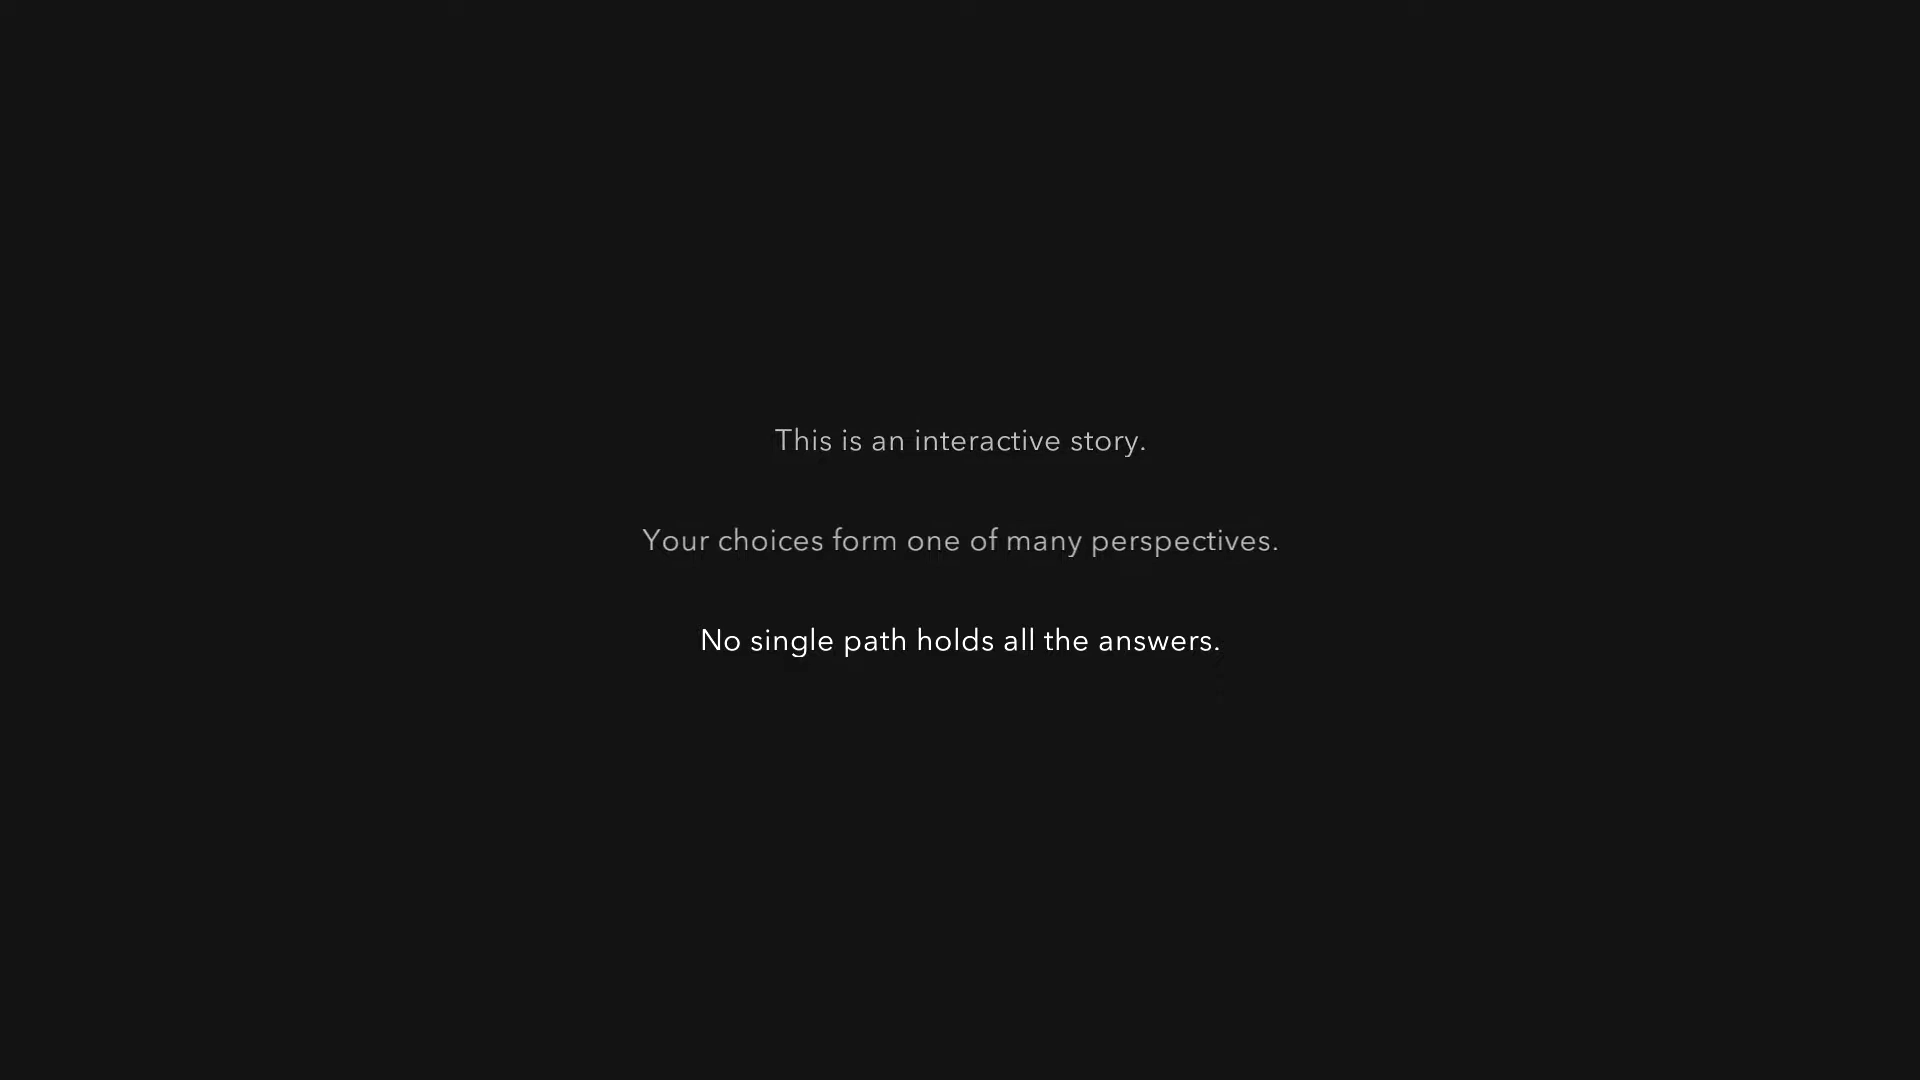 This is an interactive story.
Your choices form one of many perspectives.
No single path holds all the answers.